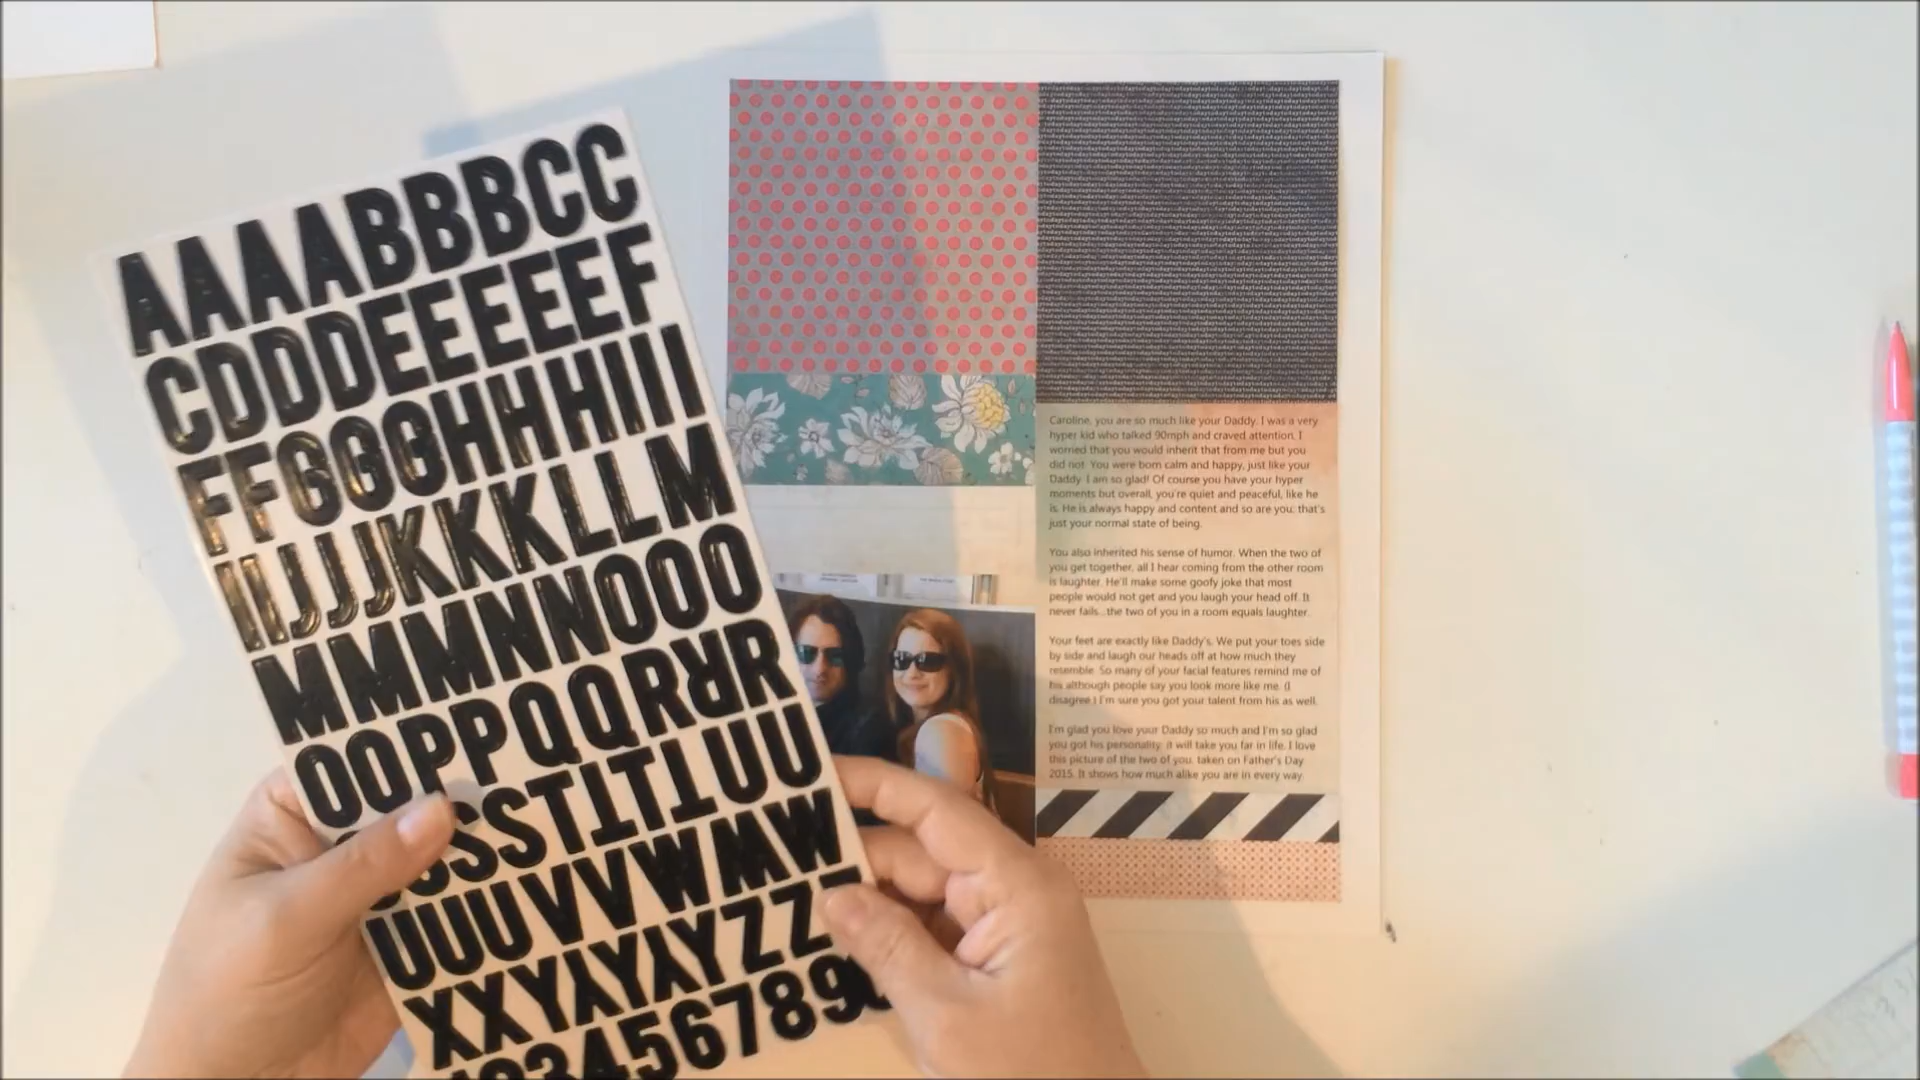 AAAABBBCC
CDDDEEEEEF
FFGGGHHHIII
IIJJJKKKLLM
MMMNNOOO
OOPPQQRRR
SSSTTTUU
UUUVVWWW
XXYYYYZZZ
1234567890
Caroline, you are so much like your Daddy. I was a very
hyper kid who talked 90mph and craved attention. I
worried that you would inherit that from me but you
did not. You were born calm and happy, just like your
Daddy. I am so glad! Of course you have your hyper
moments but overall, you're quiet and peaceful, like he
is. He is always happy and content and so are you; that's
just your normal state of being.
You also inherited his sense of humor. When the two of
you get together, all I hear coming from the other room
is laughter. He'll make some goofy joke that most
people would not get and you laugh your head off. It
never fails...the two of you in a room equals laughter.
Your feet are exactly like Daddy's. We put your toes side
by side and laugh our heads off at how much they
resemble. So many of your facial features remind me of
his although people say you look more like me. (I
disagree.) I'm sure you got your talent from his as well.
I'm glad you love your Daddy so much and I'm so glad
you got his personality; it will take you far in life. I love
this picture of the two of you, taken on Father's Day
2015. It shows how much alike you are in every way.